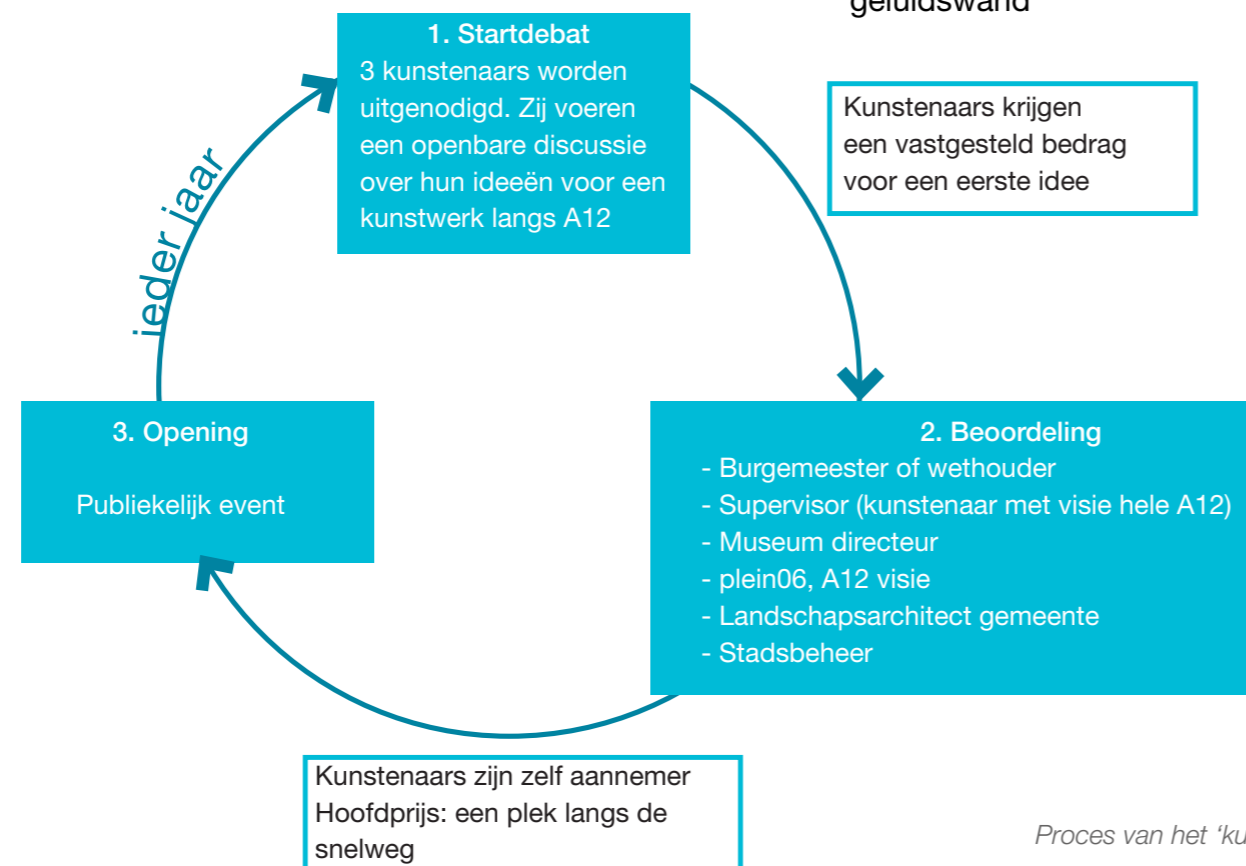 geluidswand
1. Startdebat
3 kunstenaars worden
uitgenodigd. Zij voeren
een openbare discussie
over hun ideeën voor een
kunstwerk langs A12
Kunstenaars krijgen
een vastgesteld bedrag
voor een eerste idee
ieder jaar
2. Beoordeling
- Burgemeester of wethouder
- Supervisor (kunstenaar met visie hele A12)
- Museum directeur
- plein06, A12 visie
- Landschapsarchitect gemeente
- Stadsbeheer
3. Opening
Publiekelijk event
Kunstenaars zijn zelf aannemer
Hoofdprijs: een plek langs de
snelweg
Proces van het ‘ku